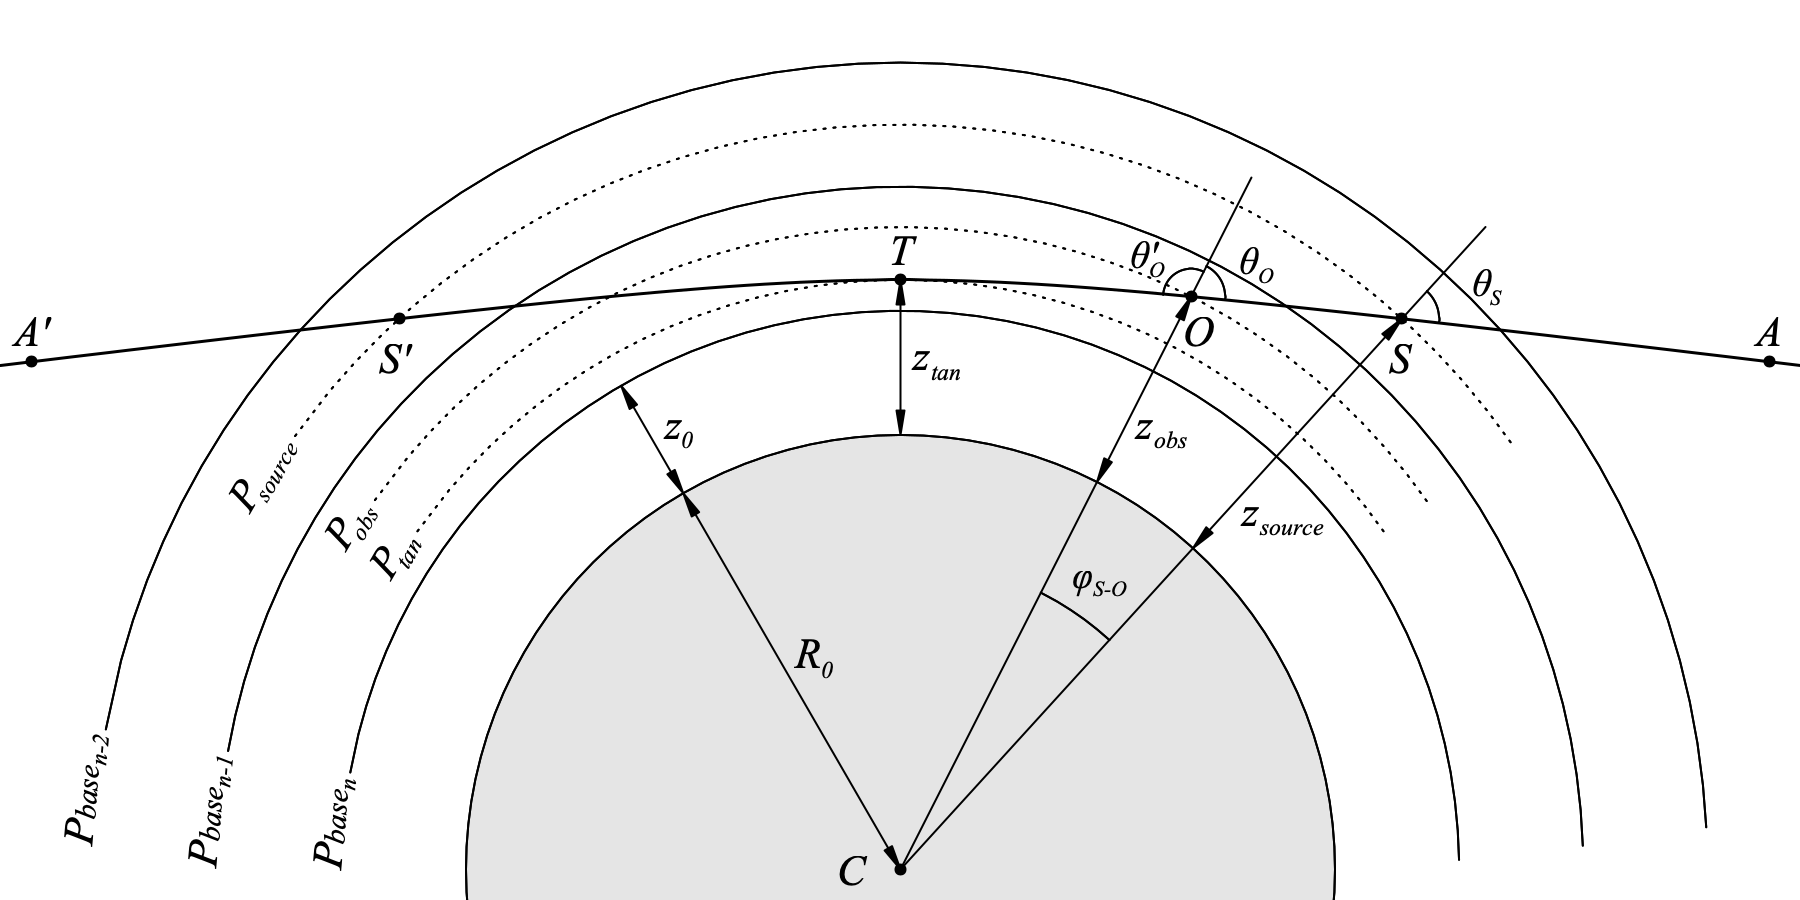 T
θ′O
θO
θS
A′
S′
O
S
A
ztan
z0
zobs
Psource
Pobs
Ptan
zsource
φS-O
R0
Pbasen-2
Pbasen-1
Pbasen
C